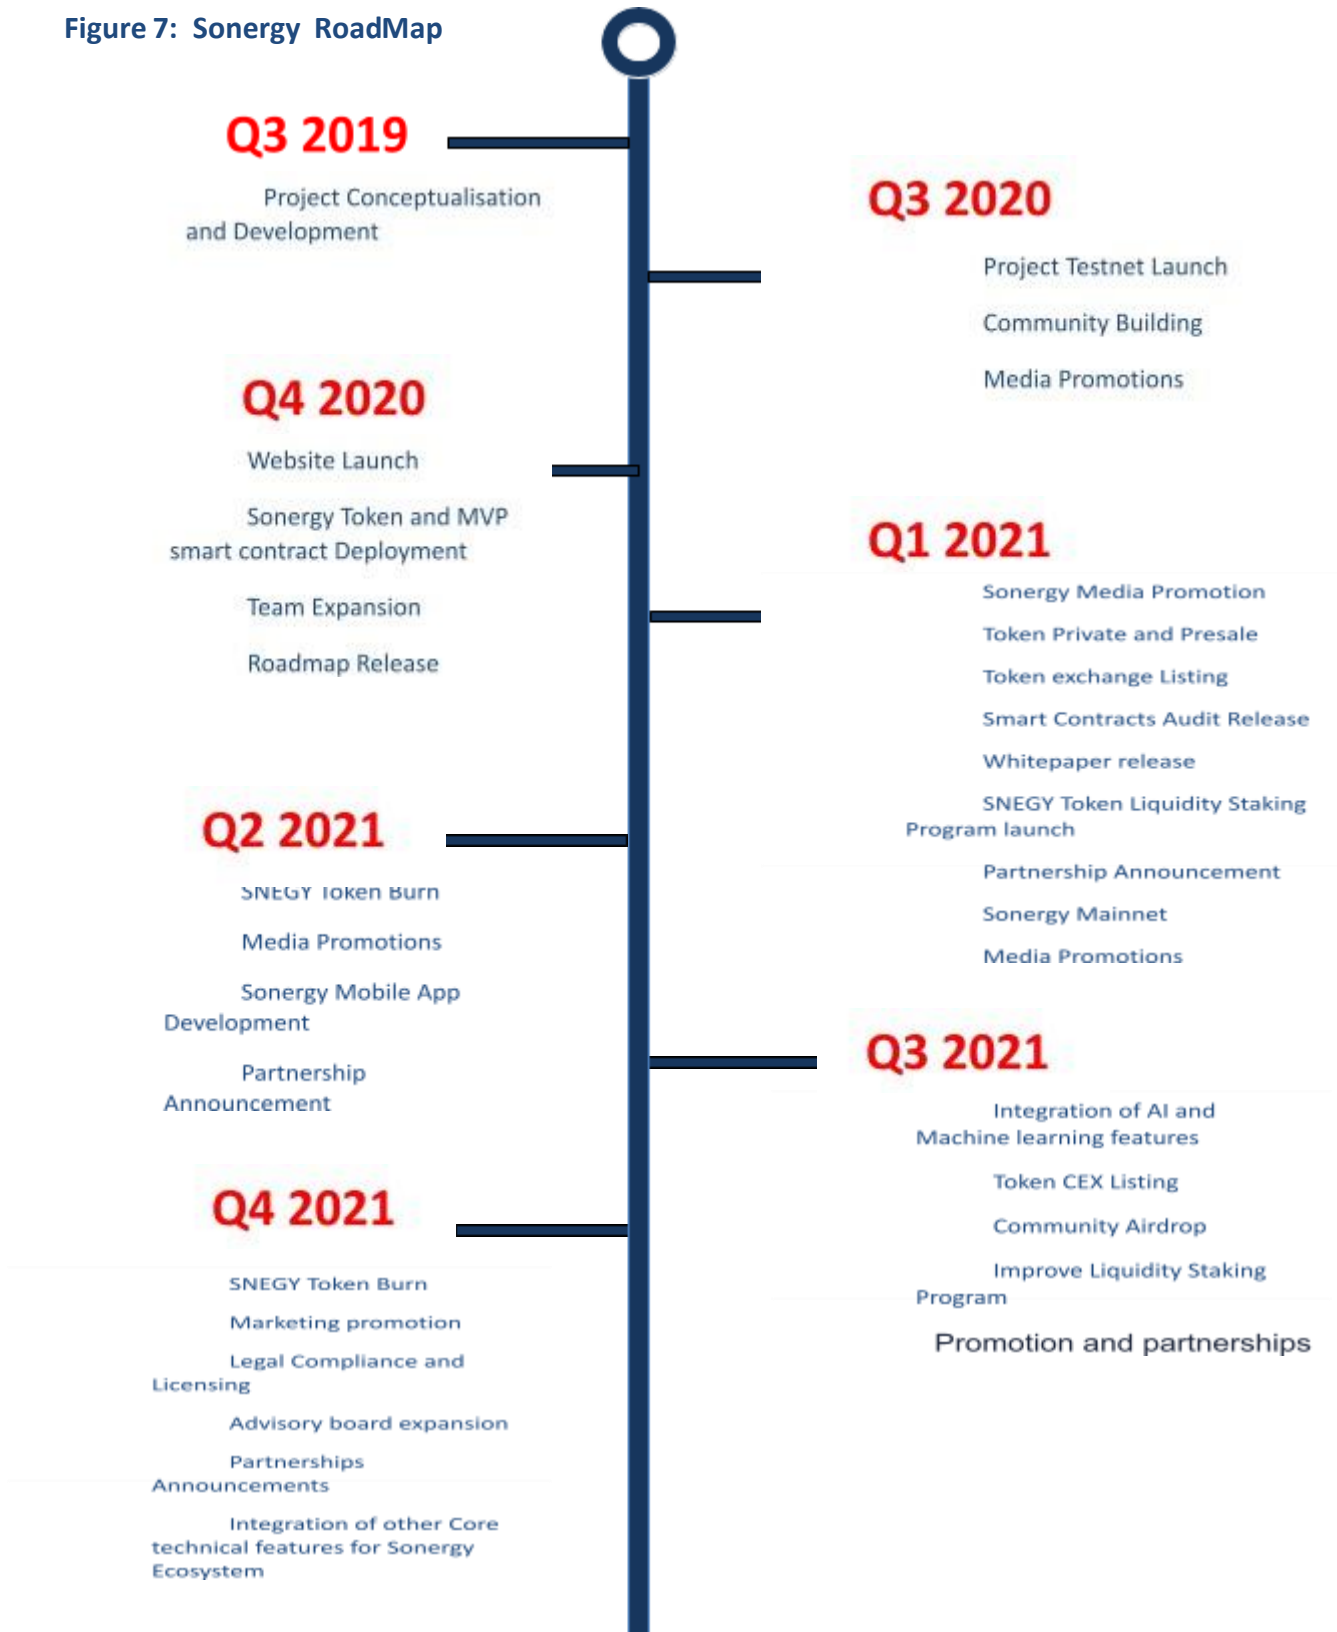 Figure 7: Sonergy RoadMap
Q3 2019
Project Conceptualisation
and Development
Q3 2020
Project Testnet Launch
Community Building
Media Promotions
Q4 2020
Website Launch
Sonergy Token and MVP
smart contract Deployment
Team Expansion
Roadmap Release
Q1 2021
Sonergy Media Promotion
Token Private and Presale
Token exchange Listing
Smart Contracts Audit Release
Whitepaper release
SNEGY Token Liquidity Staking
Program launch
Partnership Announcement
Sonergy Mainnet
Media Promotions
Q2 2021
SNEGY Token Burn
Media Promotions
Sonergy Mobile App
Development
Partnership
Announcement
Q3 2021
Integration of AI and
Machine learning features
Token CEX Listing
Community Airdrop
Improve Liquidity Staking
Program
Promotion and partnerships
Q4 2021
SNEGY Token Burn
Marketing promotion
Legal Compliance and
Licensing
Advisory board expansion
Partnerships
Announcements
Integration of other Core
technical features for Sonergy
Ecosystem